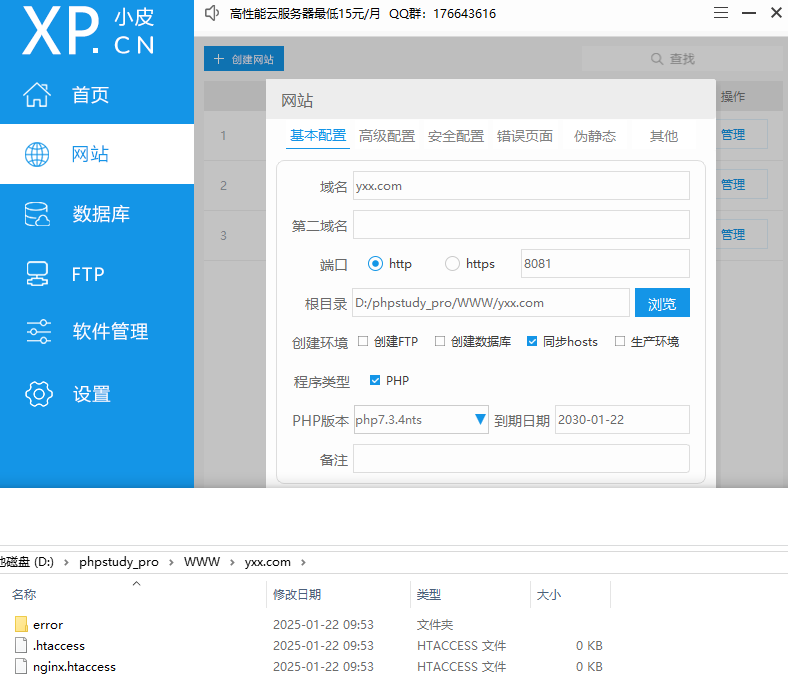 XP.CN 小皮
高性能云服务器最低15元/月 QQ群：176643616
创建网站
查找
首页
网站
数据库
FTP
软件管理
设置
操作
1 管理
2 管理
3 管理
网站
基本配置 高级配置 安全配置 错误页面 伪静态 其他
域名 yxx.com
第二域名
端口 http https 8081
根目录 D:/phpstudy_pro/WWW/yxx.com 浏览
创建环境 创建FTP 创建数据库 同步hosts 生产环境
程序类型 PHP
PHP版本 php7.3.4nts 到期日期 2030-01-22
备注
磁盘 (D:) › phpstudy_pro › WWW › yxx.com ›
名称 修改日期 类型 大小
error 2025-01-22 09:53 文件夹
.htaccess 2025-01-22 09:53 HTACCESS 文件 0 KB
nginx.htaccess 2025-01-22 09:53 HTACCESS 文件 0 KB